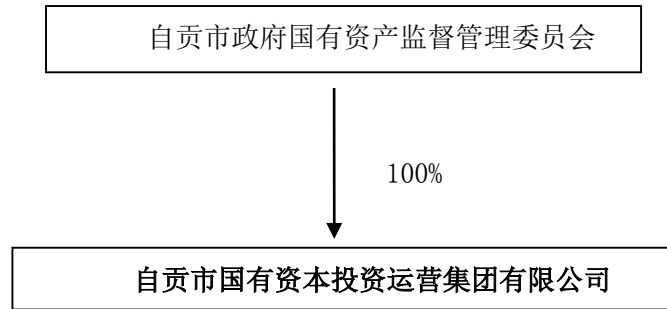 自贡市政府国有资产监督管理委员会
100%
自贡市国有资本投资运营集团有限公司